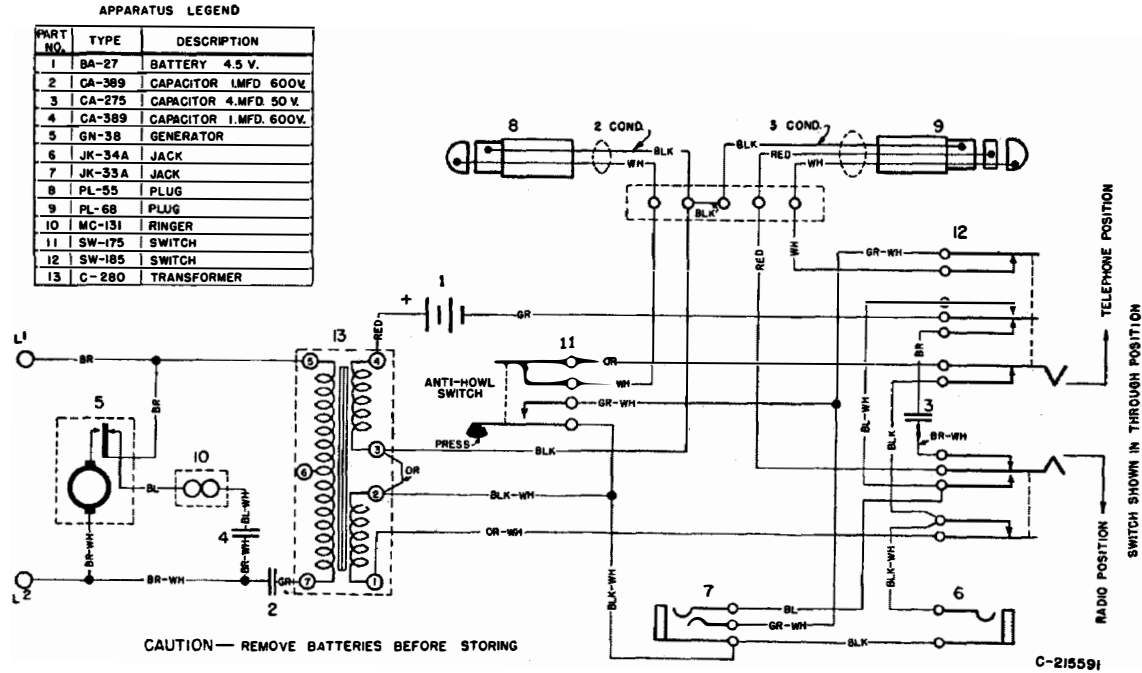 APPARATUS LEGEND
PART NO. TYPE DESCRIPTION
1 BA-27 BATTERY 4.5 V.
2 CA-389 CAPACITOR 1.MFD 600V.
3 CA-275 CAPACITOR 4.MFD. 50 V.
4 CA-389 CAPACITOR 1.MFD. 600V.
5 GN-38 GENERATOR
6 JK-34A JACK
7 JK-33A JACK
8 PL-55 PLUG
9 PL-68 PLUG
10 MC-131 RINGER
11 SW-175 SWITCH
12 SW-185 SWITCH
13 C-280 TRANSFORMER
8
2 COND.
3 COND.
9
BLK
WH
BLK
RED
WH
BLK
RED
WH
GR-WH
12
1
+
GR
RED
13
L1
BR
5
4
11
OR
WH
ANTI-HOWL
SWITCH
GR-WH
PRESS
BLK
3
OR
2
BLK-WH
OR-WH
6
1
7
BR
5
10
BL
BL-WH
4
BR-WH
BR-WH
L2
BR-WH
GR
2
BLK-WH
BR
BL-WH
BLK
3
BR-WH
BLK-WH
7
BL
GR-WH
BLK
6
TELEPHONE POSITION
RADIO POSITION
SWITCH SHOWN IN THROUGH POSITION
CAUTION— REMOVE BATTERIES BEFORE STORING
C-215591